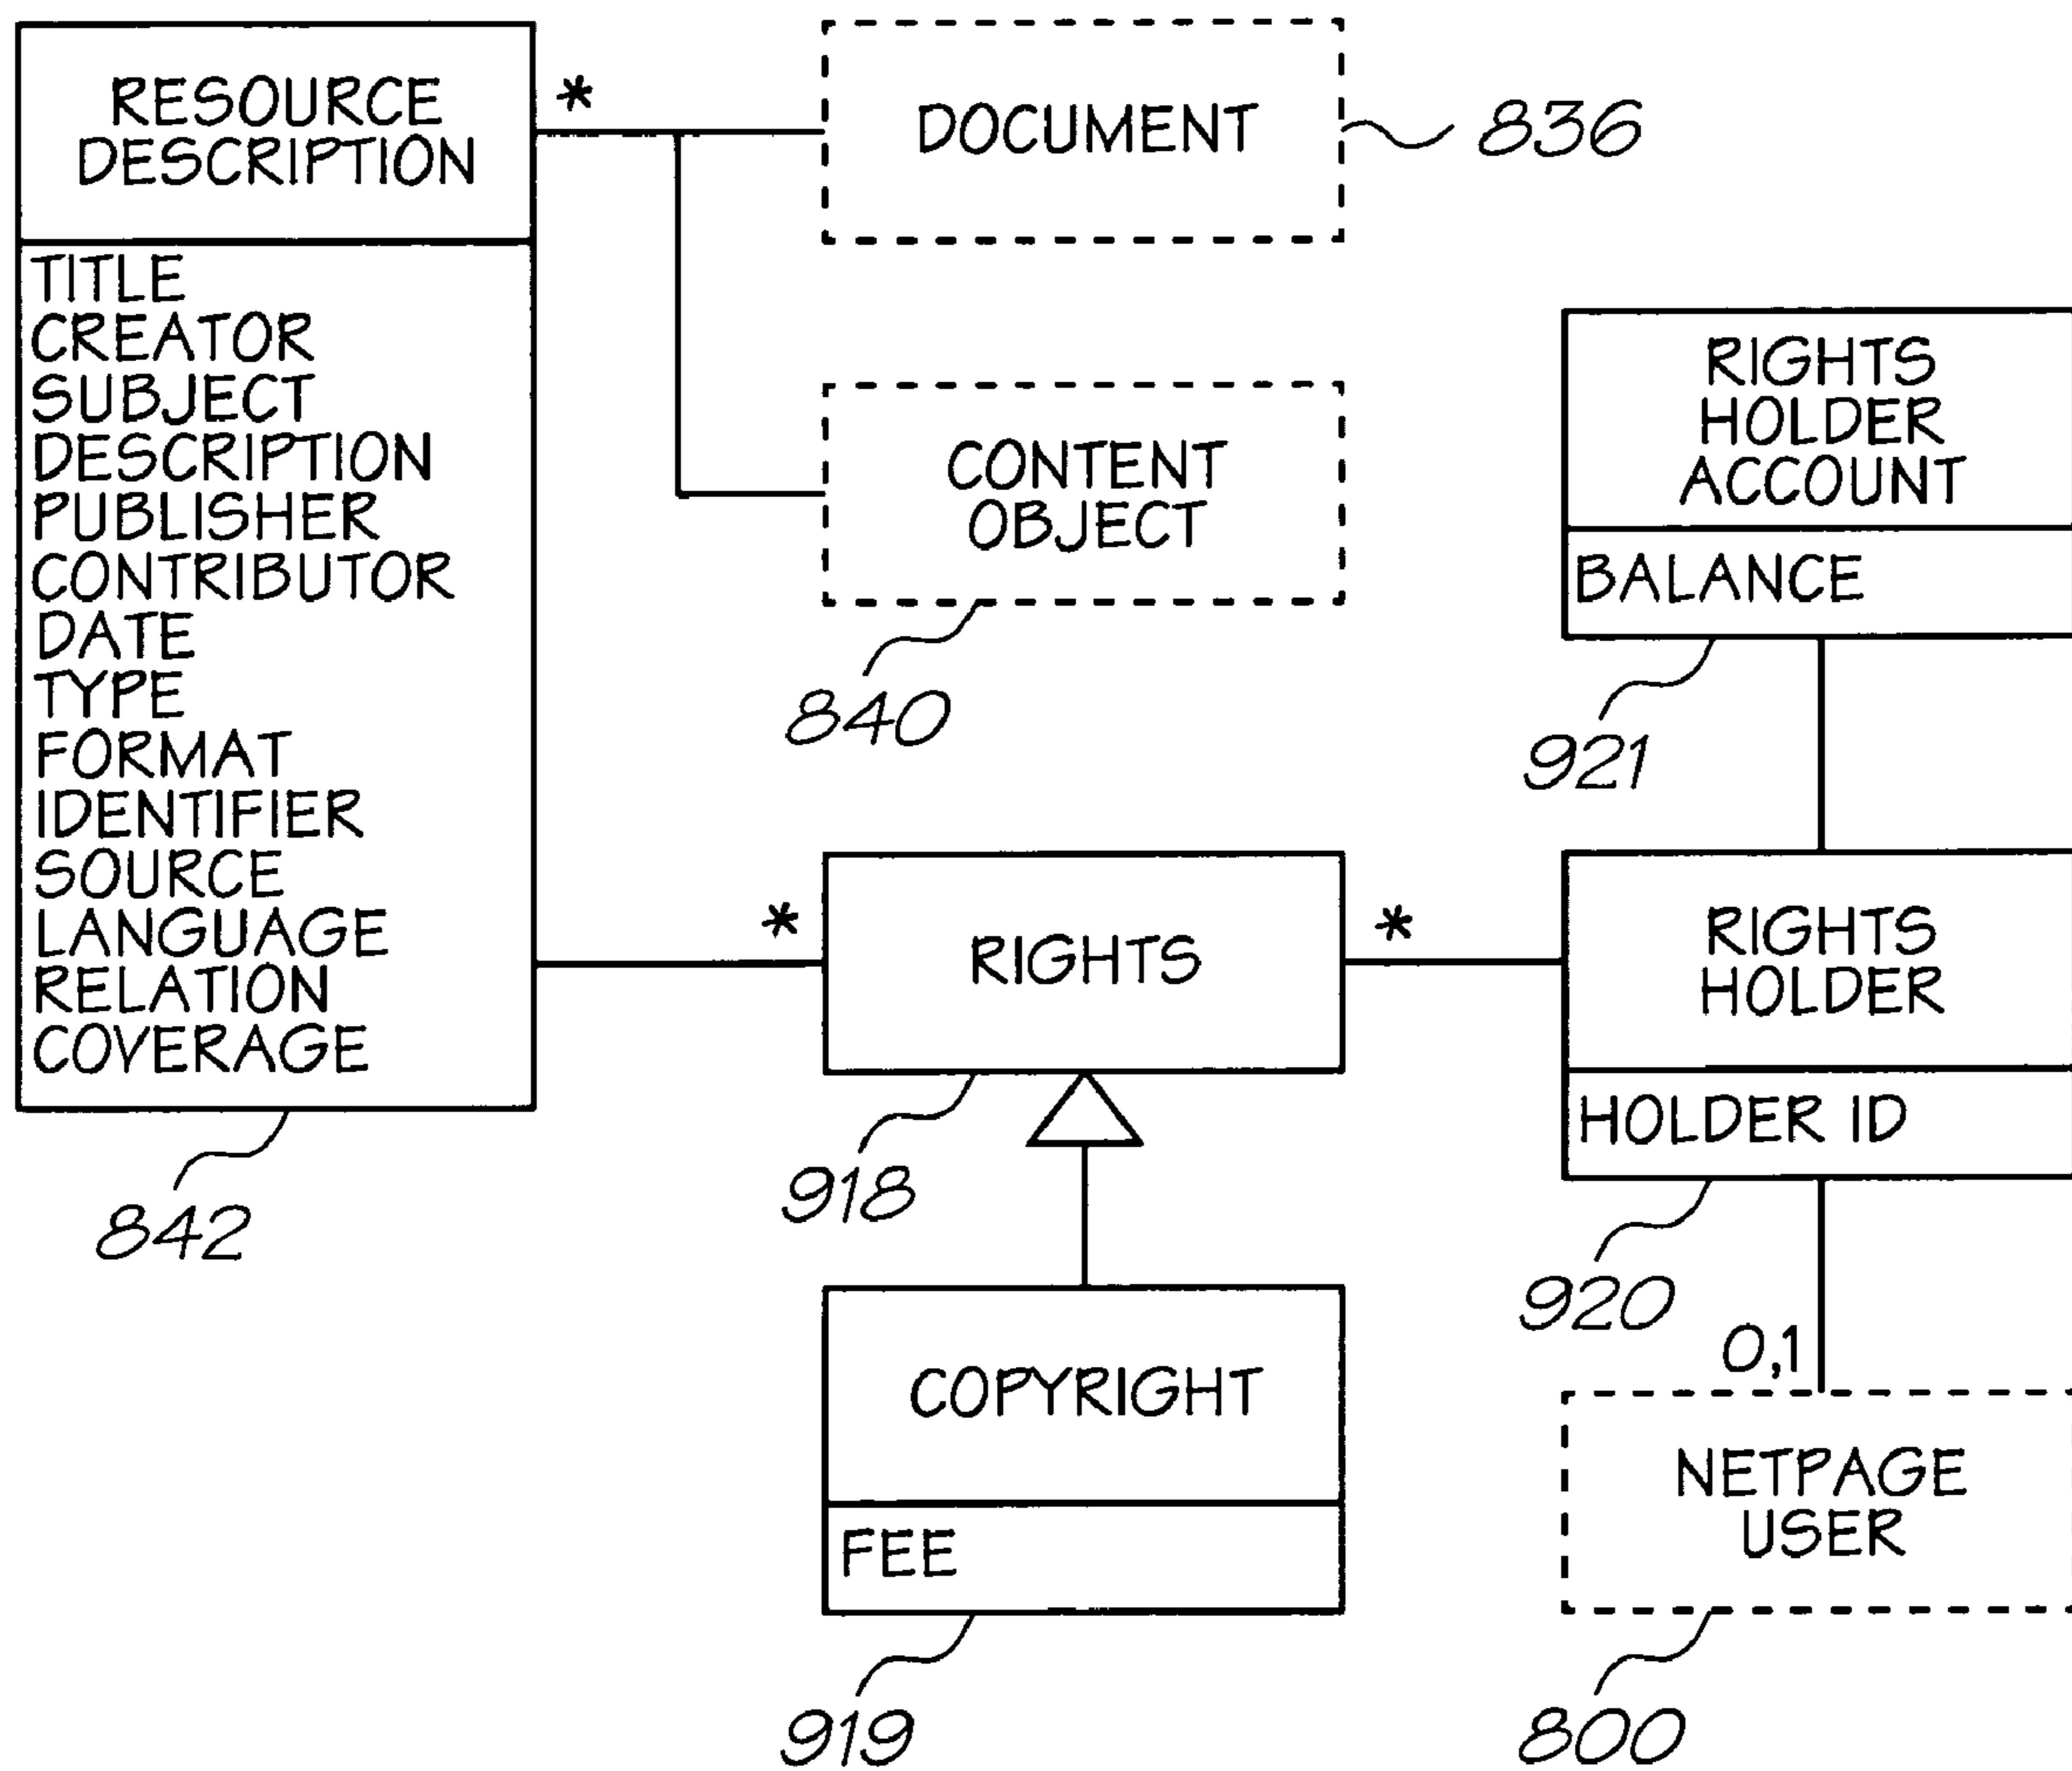 RESOURCE
DESCRIPTION
TITLE
CREATOR
SUBJECT
DESCRIPTION
PUBLISHER
CONTRIBUTOR
DATE
TYPE
FORMAT
IDENTIFIER
SOURCE
LANGUAGE
RELATION
COVERAGE
842
*
DOCUMENT
836
CONTENT
OBJECT
840
RIGHTS
HOLDER
ACCOUNT
BALANCE
921
*
RIGHTS
918
*
RIGHTS
HOLDER
HOLDER ID
920
COPYRIGHT
FEE
919
0,1
NETPAGE
USER
800